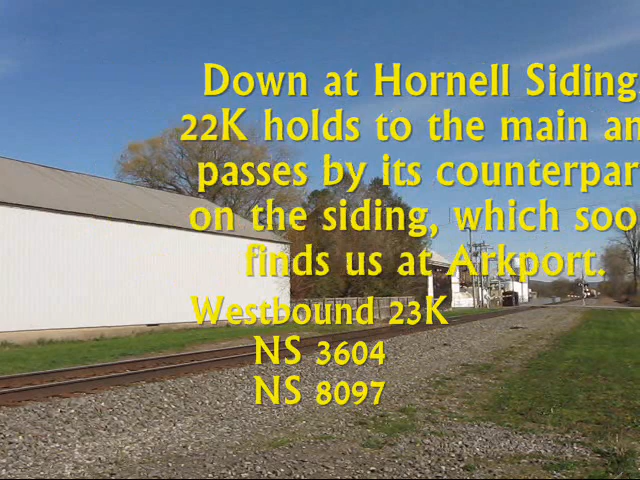 Down at Hornell Siding
22K holds to the main an
passes by its counterpar
on the siding, which soo
finds us at Arkport.
Westbound 23K
NS 3604
NS 8097